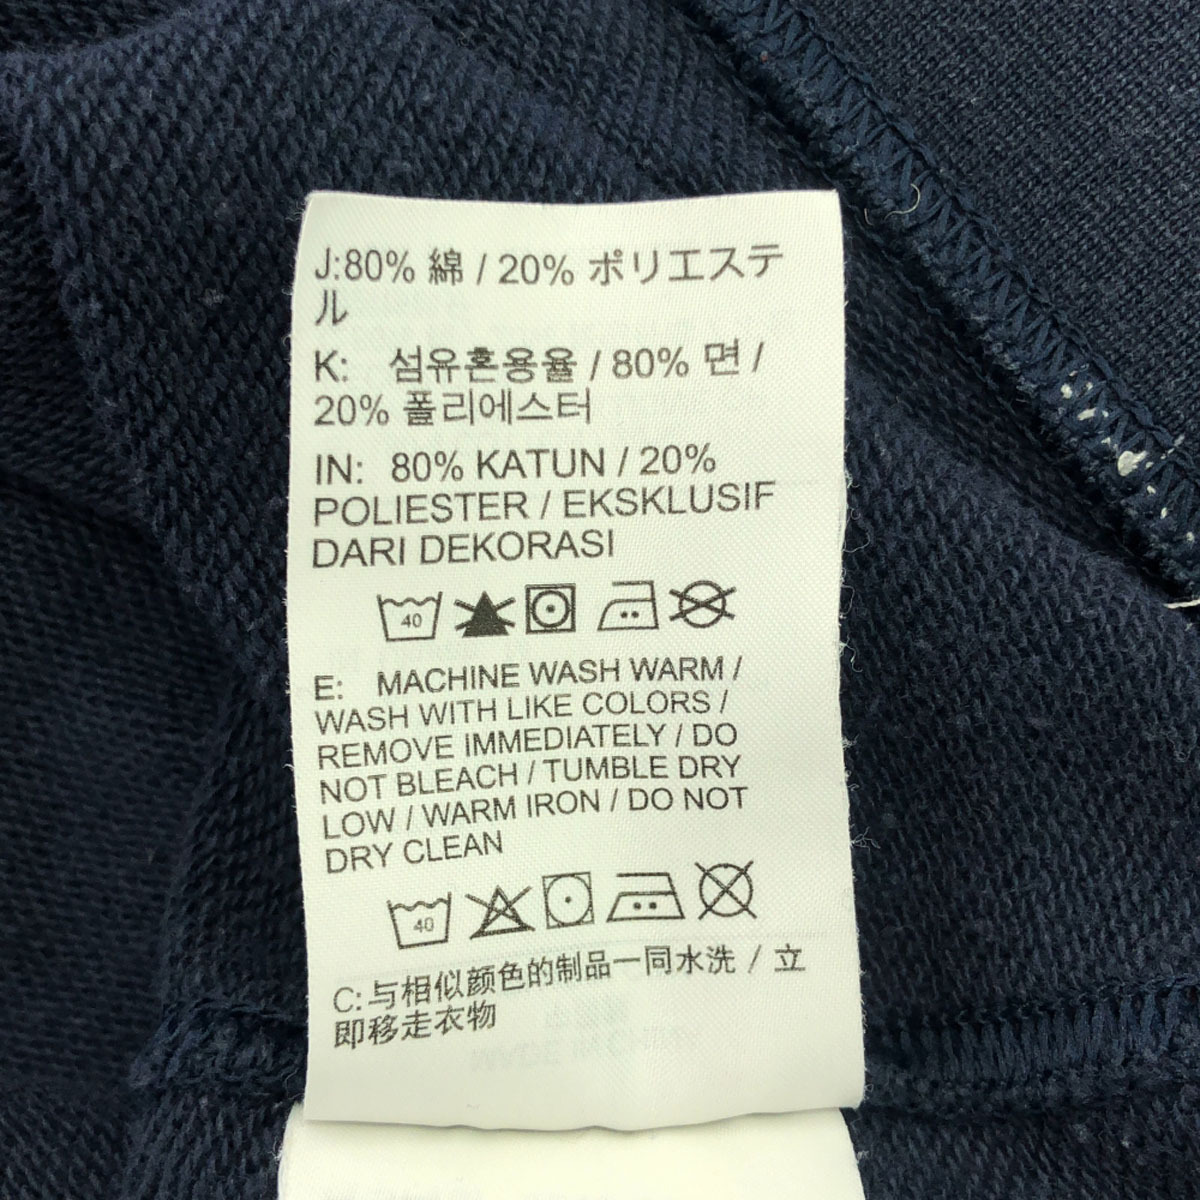 J:80% 綿 / 20% ポリエステ
ル
K: 섬유혼용율 / 80% 면 /
20% 폴리에스터
IN: 80% KATUN / 20%
POLIESTER / EKSKLUSIF
DARI DEKORASI
40
E: MACHINE WASH WARM /
WASH WITH LIKE COLORS /
REMOVE IMMEDIATELY / DO
NOT BLEACH / TUMBLE DRY
LOW / WARM IRON / DO NOT
DRY CLEAN
40
C:与相似颜色的制品一同水洗 / 立
即移走衣物